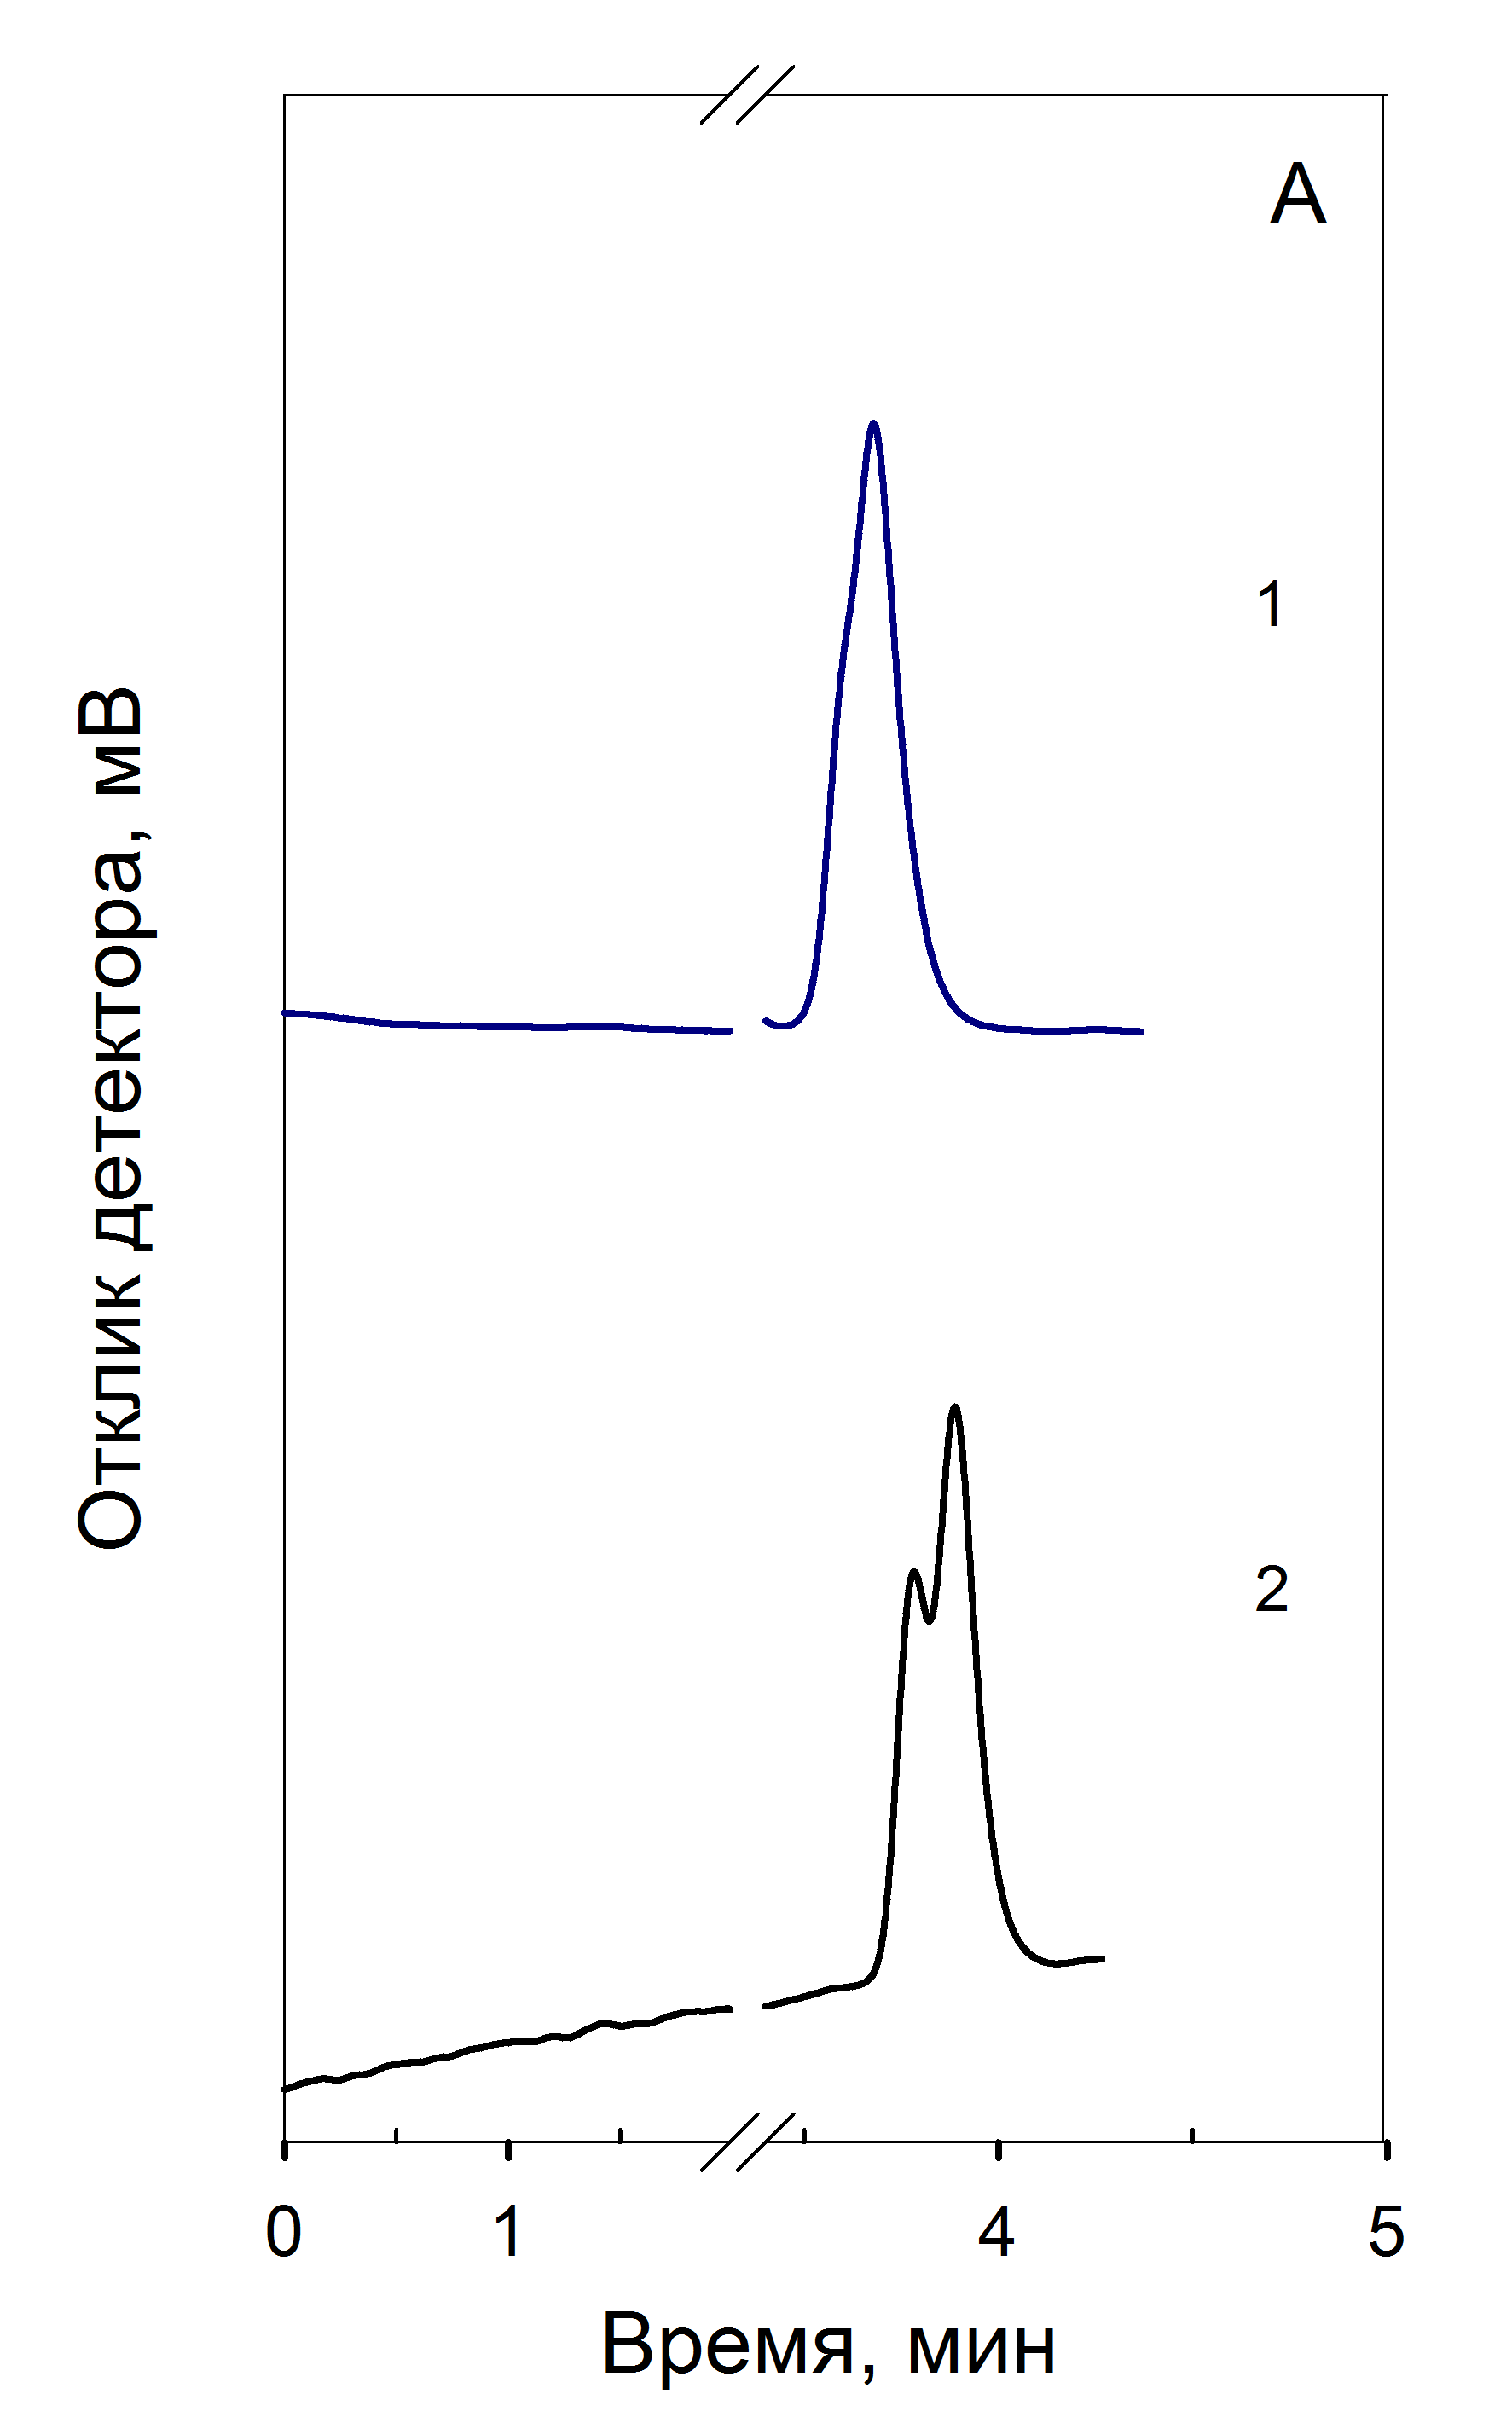 А
1
Отклик детектора, мВ
2
0 1 4 5
Время, мин